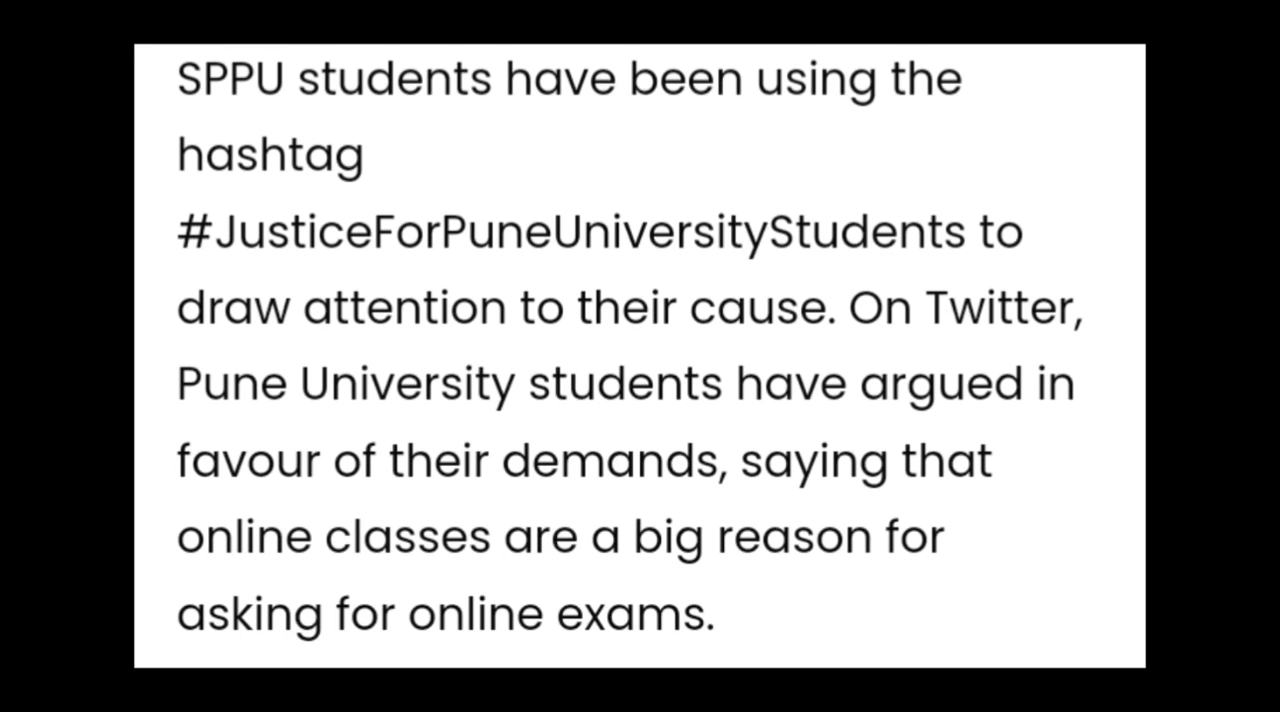 SPPU students have been using the
hashtag
#JusticeForPuneUniversityStudents to
draw attention to their cause. On Twitter,
Pune University students have argued in
favour of their demands, saying that
online classes are a big reason for
asking for online exams.